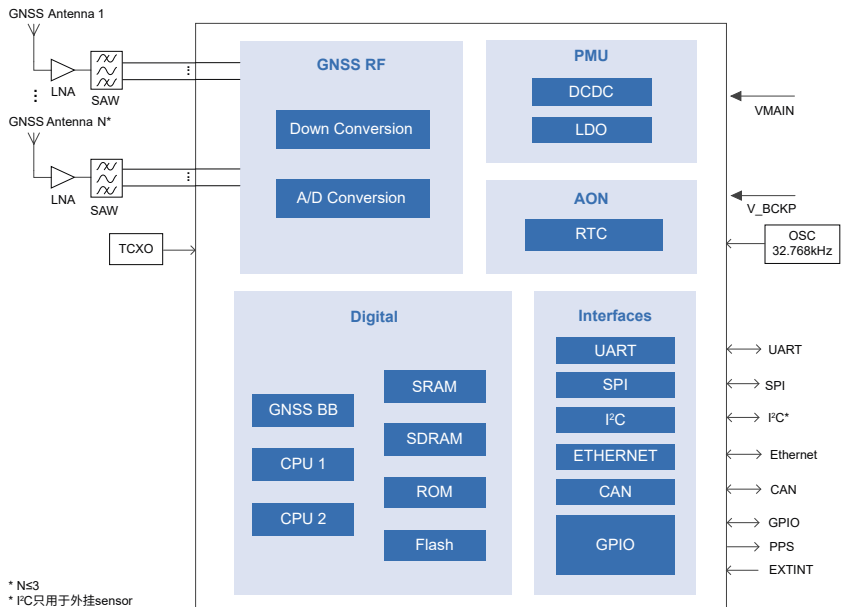 GNSS Antenna 1
LNA
SAW
GNSS Antenna N*
LNA
SAW
TCXO
GNSS RF
Down Conversion
A/D Conversion
PMU
DCDC
LDO
AON
RTC
VMAIN
V_BCKP
OSC
32.768kHz
Digital
GNSS BB
CPU 1
CPU 2
SRAM
SDRAM
ROM
Flash
Interfaces
UART
SPI
I²C
ETHERNET
CAN
GPIO
UART
SPI
I²C*
Ethernet
CAN
GPIO
PPS
EXTINT
* N≤3
* I²C只用于外挂sensor